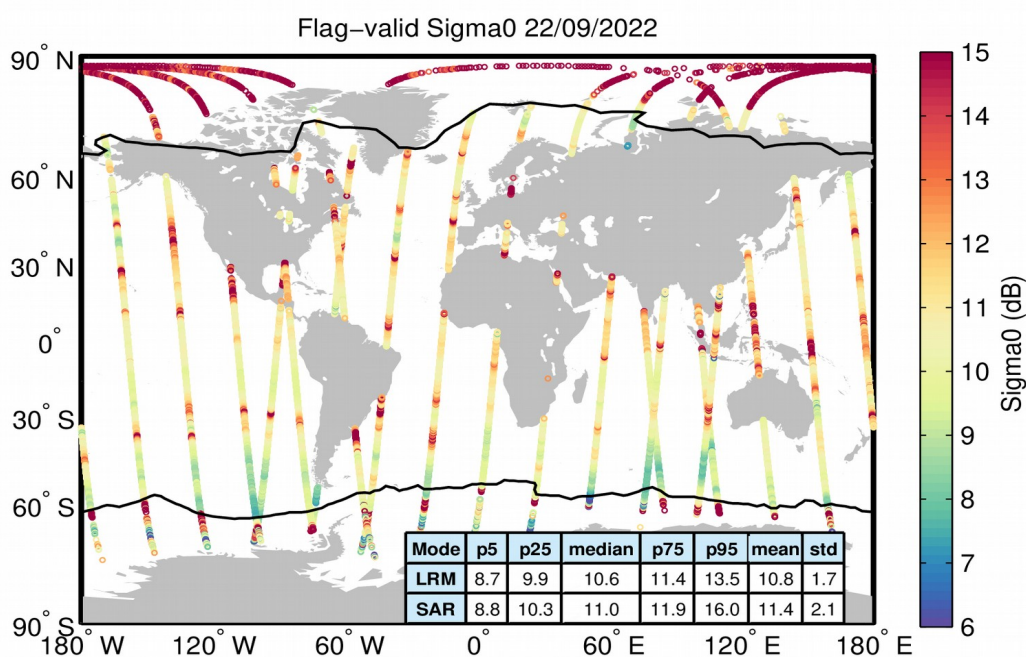 Flag−valid Sigma0 22/09/2022
90° N
60° N
30° N
0°
30° S
60° S
90° S
180° W
120° W
60° W
0°
60° E
120° E
180° E
Mode p5 p25 median p75 p95 mean std
LRM 8.7 9.9 10.6 11.4 13.5 10.8 1.7
SAR 8.8 10.3 11.0 11.9 16.0 11.4 2.1
15
14
13
12
11
10
9
8
7
6
Sigma0 (dB)